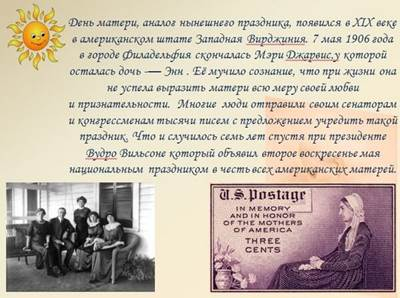 День матери, аналог нынешнего праздника, появился в XIX веке
в американском штате Западная Вирджиния. 7 мая 1906 года
в городе Филадельфия скончалась Мэри Джарвис,у которой
осталась дочь -— Энн . Её мучило сознание, что при жизни она
не успела выразить матери всю меру своей любви
и признательности. Многие люди отправили своим сенаторам
и конгрессменам тысячи писем с предложением учредить такой
праздник. Что и случилось семь лет спустя при президенте
Вудро Вильсоне который объявил второе воскресенье мая
национальным праздником в честь всех американских матерей.
U.S. Postage
IN MEMORY
AND IN HONOR
OF THE MOTHERS
OF AMERICA
THREE
CENTS